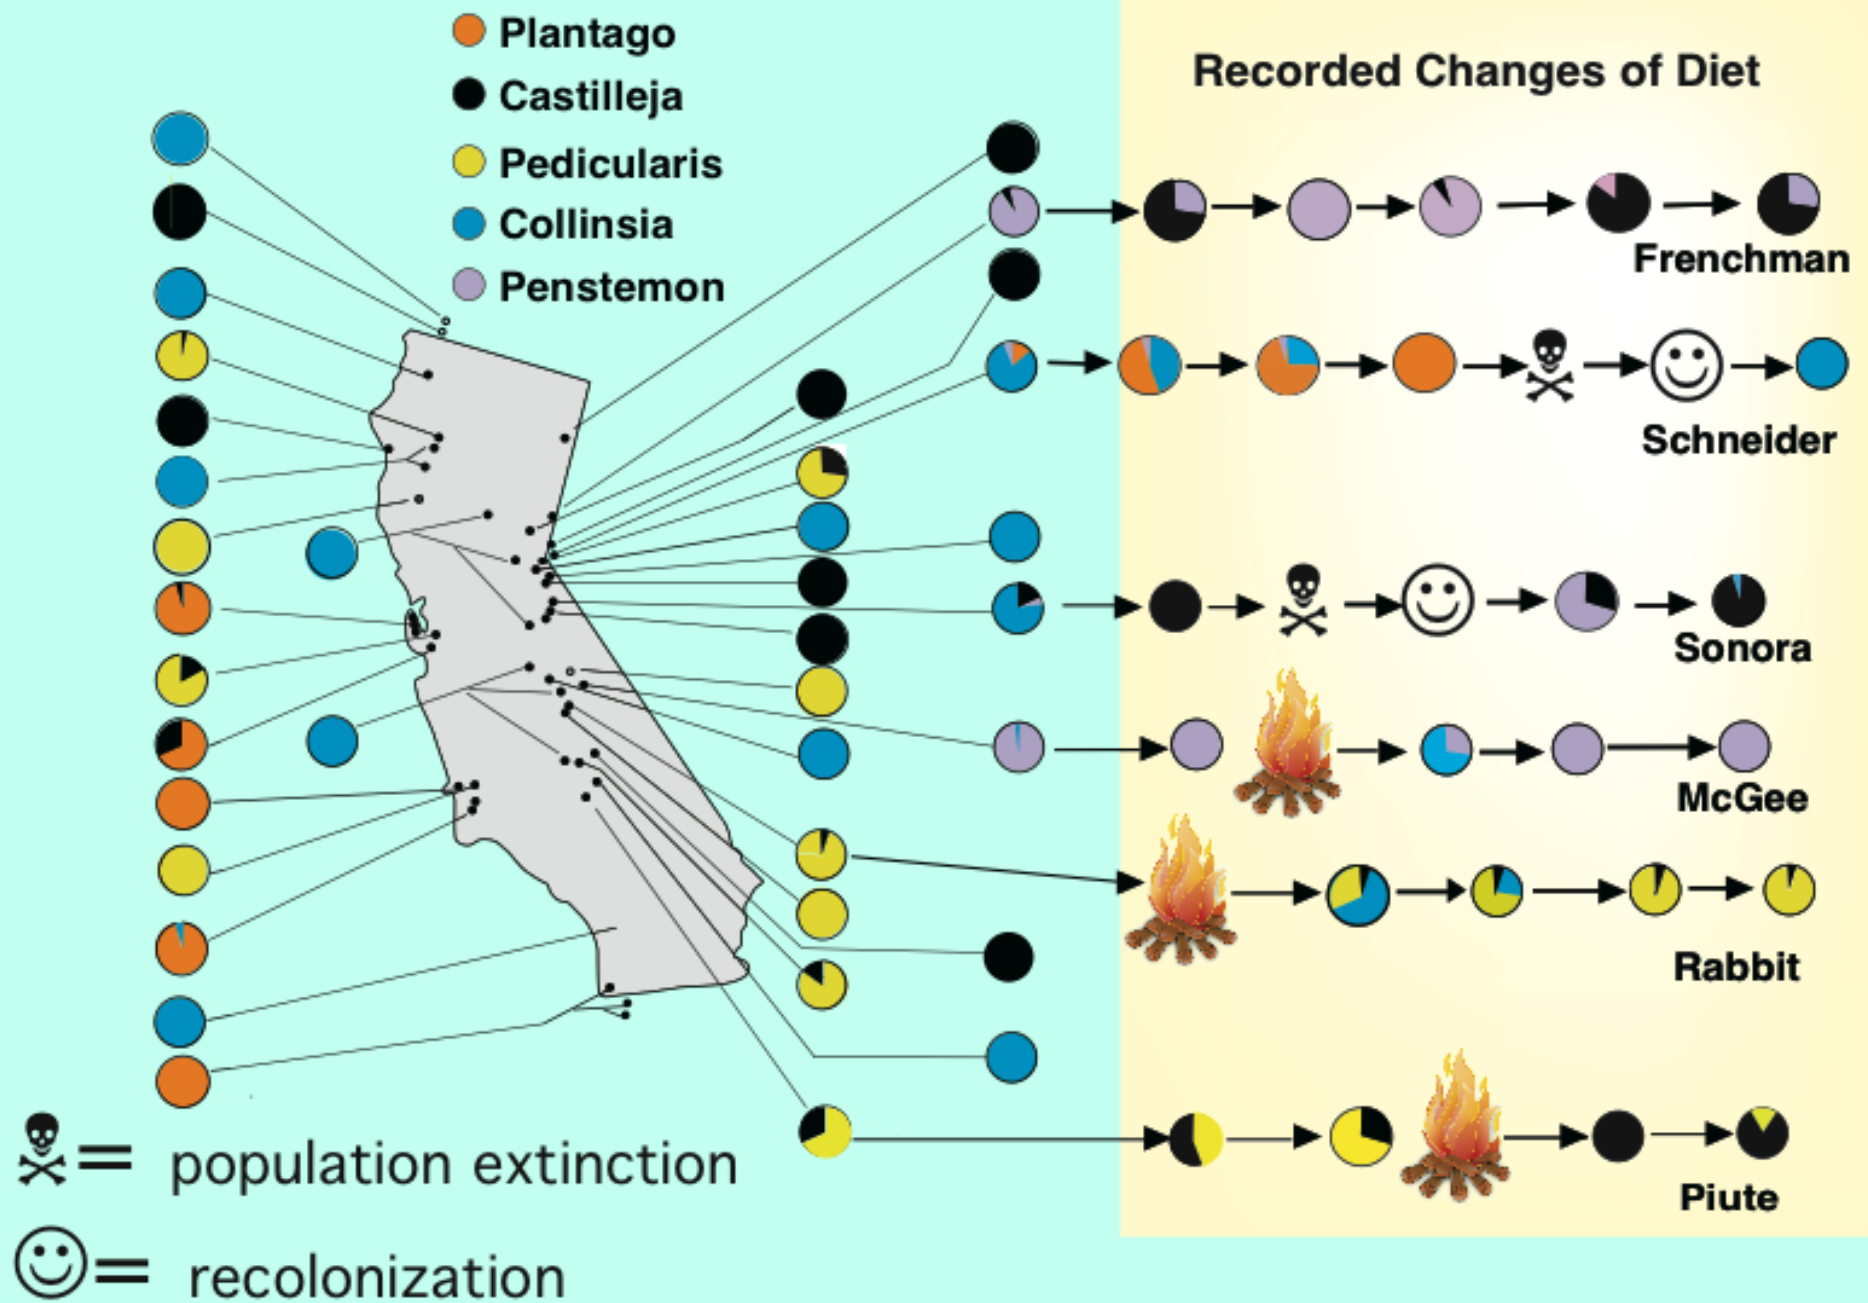 Plantago
Castilleja
Pedicularis
Collinsia
Penstemon
Recorded Changes of Diet
Frenchman
Schneider
Sonora
McGee
Rabbit
Piute
= population extinction
= recolonization